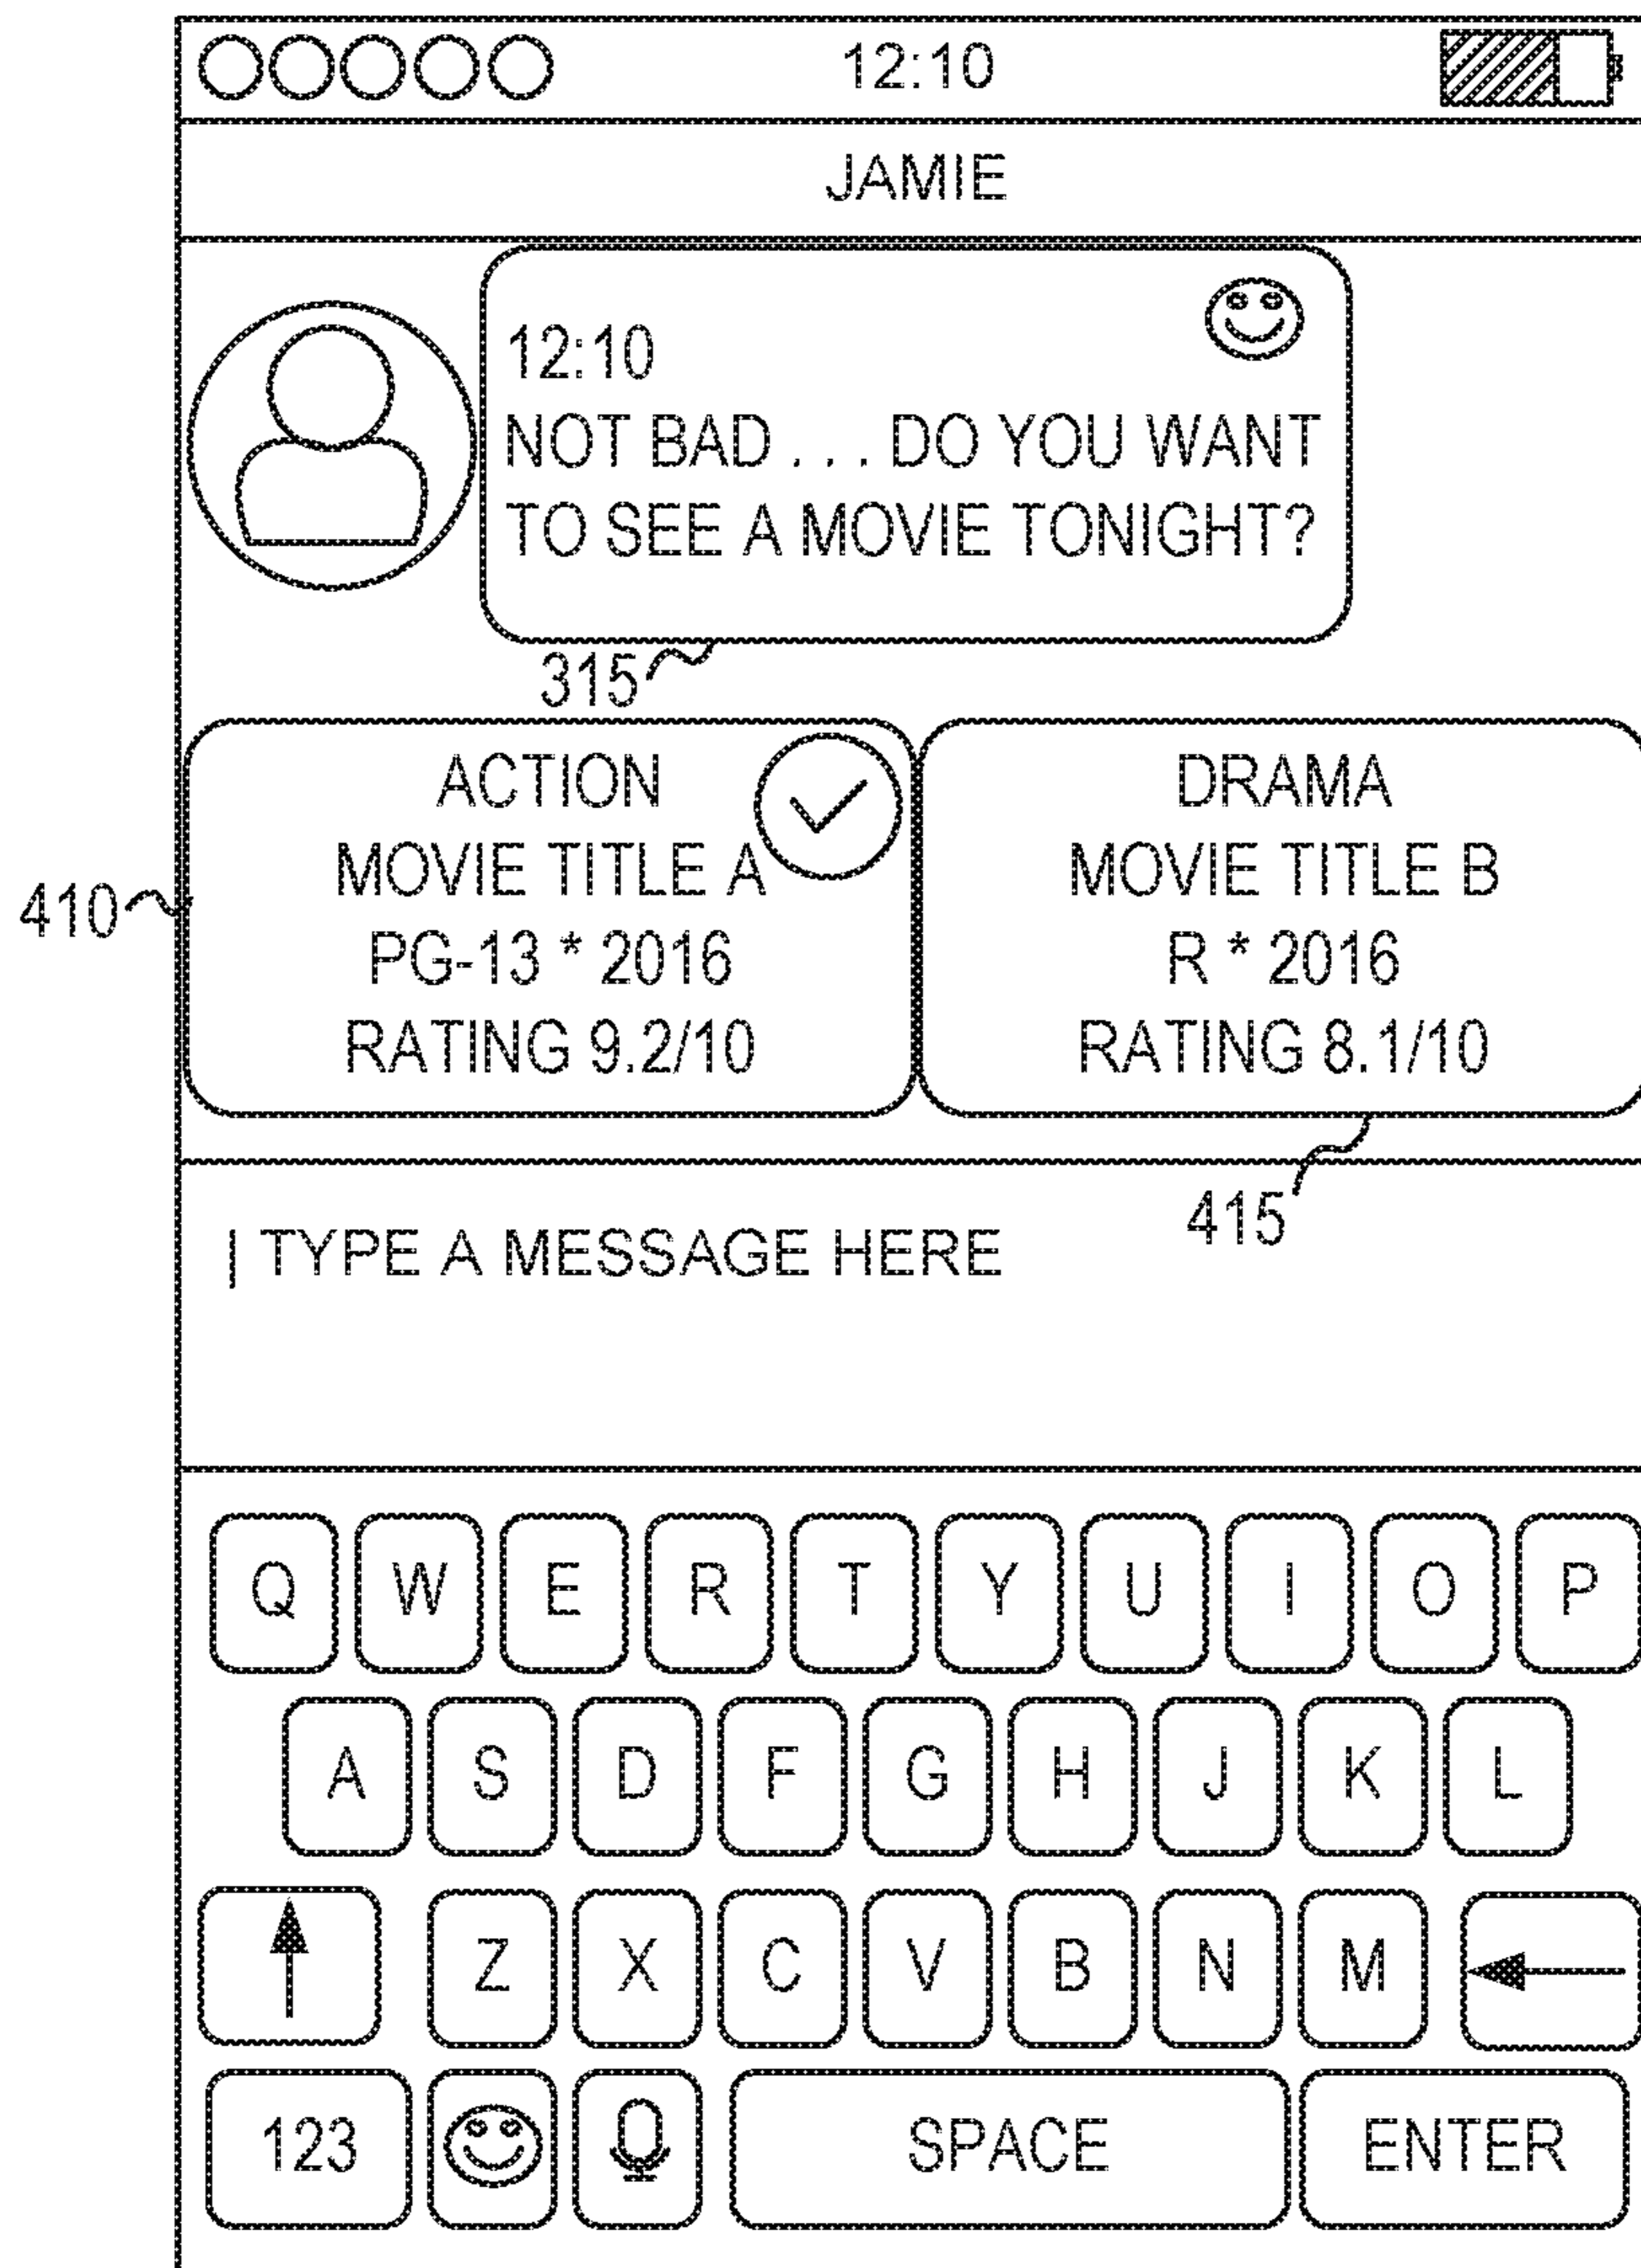 12:10
JAMIE
12:10
NOT BAD . . . DO YOU WANT
TO SEE A MOVIE TONIGHT?
315
ACTION
MOVIE TITLE A
PG-13 * 2016
RATING 9.2/10
410
DRAMA
MOVIE TITLE B
R * 2016
RATING 8.1/10
415
| TYPE A MESSAGE HERE
Q W E R T Y U I O P
A S D F G H J K L
Z X C V B N M
123 SPACE ENTER